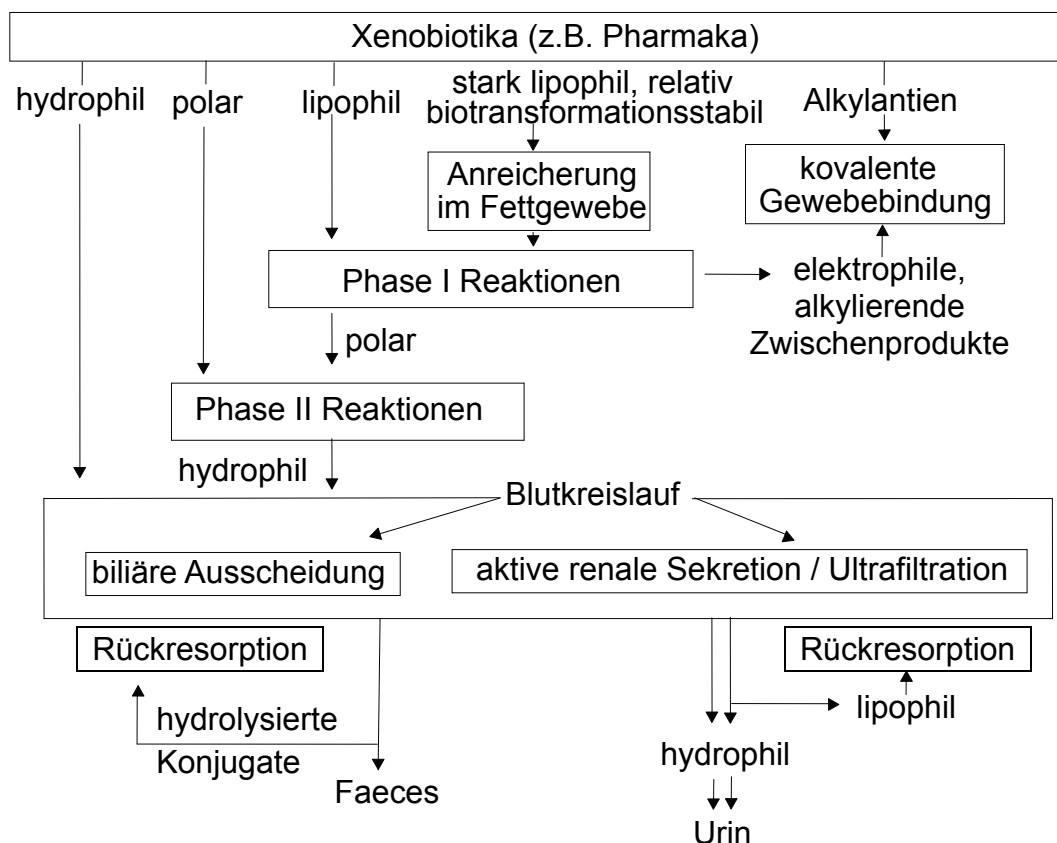 Xenobiotika (z.B. Pharmaka)
hydrophil
polar
lipophil
stark lipophil, relativ
biotransformationsstabil
Alkylantien
Anreicherung
im Fettgewebe
kovalente
Gewebebindung
Phase I Reaktionen
elektrophile,
alkylierende
Zwischenprodukte
polar
Phase II Reaktionen
hydrophil
Blutkreislauf
biliäre Ausscheidung
aktive renale Sekretion / Ultrafiltration
Rückresorption
Rückresorption
hydrolysierte
Konjugate
lipophil
Faeces
hydrophil
Urin